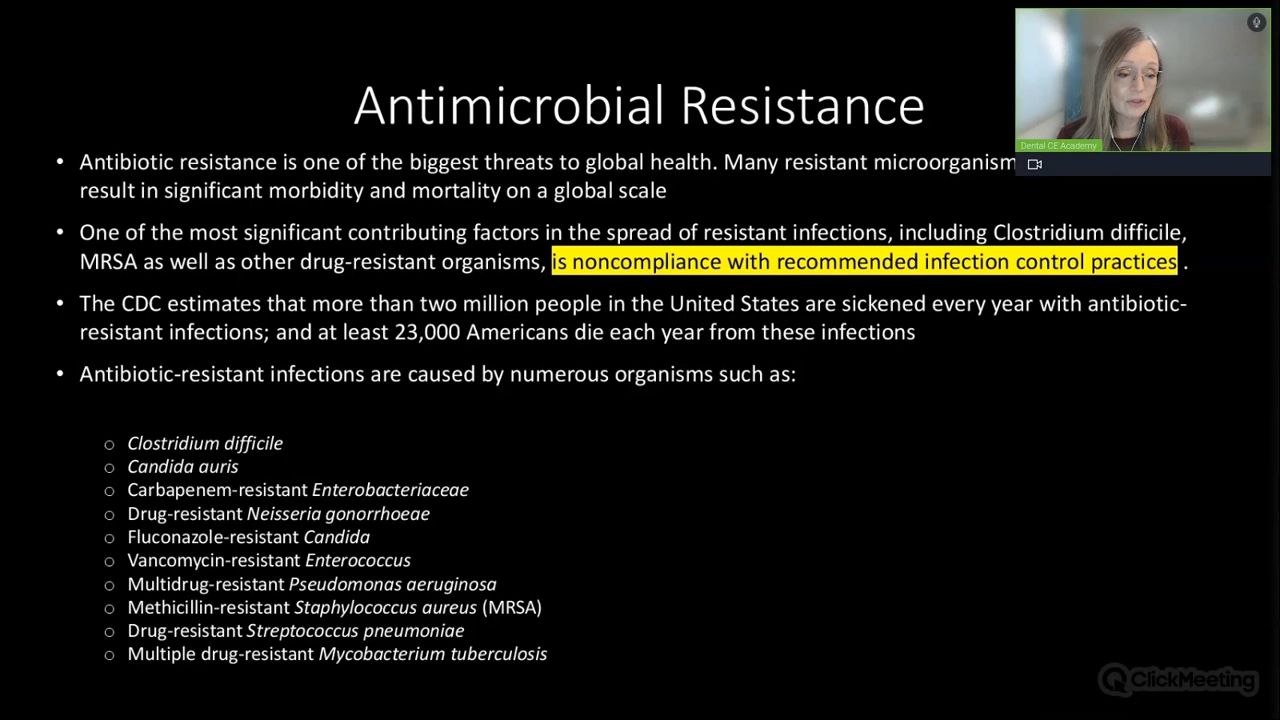 Antimicrobial Resistance
Dental CE Academy
• Antibiotic resistance is one of the biggest threats to global health. Many resistant microorganism
result in significant morbidity and mortality on a global scale
• One of the most significant contributing factors in the spread of resistant infections, including Clostridium difficile,
MRSA as well as other drug-resistant organisms, is noncompliance with recommended infection control practices .
• The CDC estimates that more than two million people in the United States are sickened every year with antibiotic-
resistant infections; and at least 23,000 Americans die each year from these infections
• Antibiotic-resistant infections are caused by numerous organisms such as:
o Clostridium difficile
o Candida auris
o Carbapenem-resistant Enterobacteriaceae
o Drug-resistant Neisseria gonorrhoeae
o Fluconazole-resistant Candida
o Vancomycin-resistant Enterococcus
o Multidrug-resistant Pseudomonas aeruginosa
o Methicillin-resistant Staphylococcus aureus (MRSA)
o Drug-resistant Streptococcus pneumoniae
o Multiple drug-resistant Mycobacterium tuberculosis
ClickMeeting